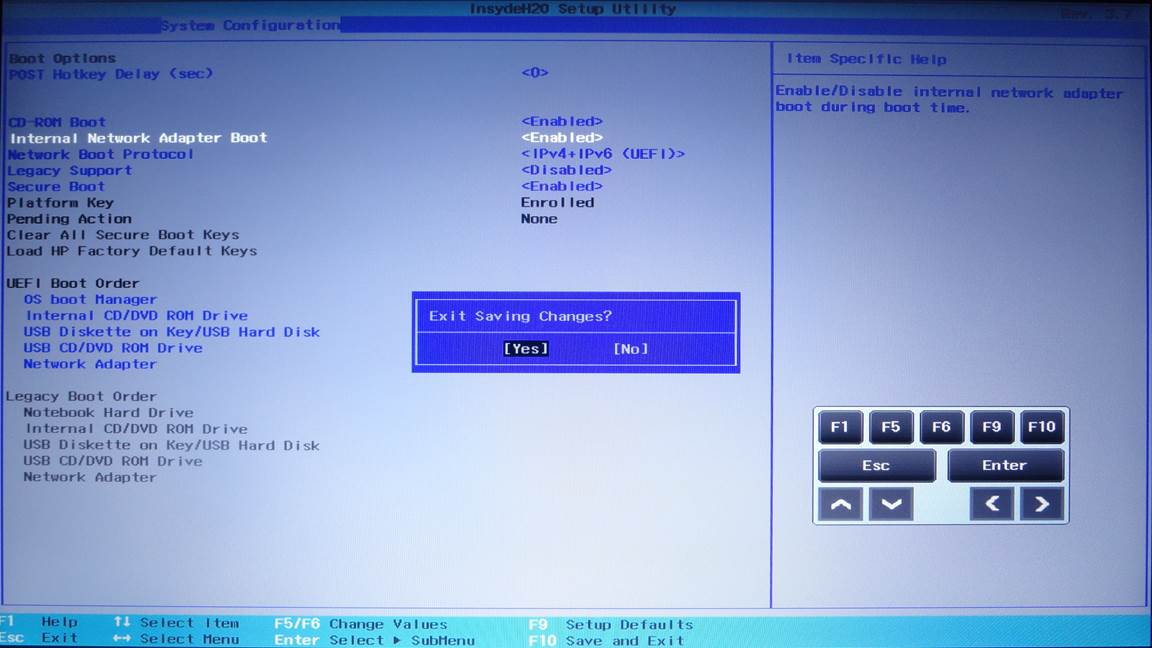 InsydeH2O Setup Utility Rev. 3.7
System Configuration
Boot Options
POST Hotkey Delay (sec) <0>
CD-ROM Boot <Enabled>
Internal Network Adapter Boot <Enabled>
Network Boot Protocol <IPv4+IPv6 (UEFI)>
Legacy Support <Disabled>
Secure Boot <Enabled>
Platform Key Enrolled
Pending Action None
Clear All Secure Boot Keys
Load HP Factory Default Keys
UEFI Boot Order
OS boot Manager
Internal CD/DVD ROM Drive
USB Diskette on Key/USB Hard Disk
USB CD/DVD ROM Drive
Network Adapter
Legacy Boot Order
Notebook Hard Drive
Internal CD/DVD ROM Drive
USB Diskette on Key/USB Hard Disk
USB CD/DVD ROM Drive
Network Adapter
Exit Saving Changes?
[Yes] [No]
Item Specific Help
Enable/Disable internal network adapter
boot during boot time.
F1 F5 F6 F9 F10
Esc Enter
F1 Help ↑↓ Select Item F5/F6 Change Values F9 Setup Defaults
Esc Exit ↔ Select Menu Enter Select ▶ SubMenu F10 Save and Exit